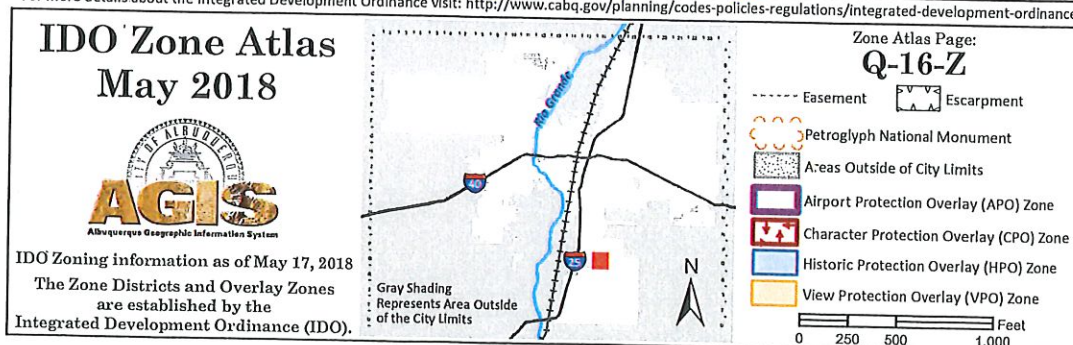 For more details about the Integrated Development Ordinance visit: http://www.cabq.gov/planning/codes-policies-regulations/integrated-development-ordinance
IDO Zone Atlas
May 2018
CITY OF ALBUQUERQUE
AGIS
Albuquerque Geographic Information System
IDO Zoning information as of May 17, 2018
The Zone Districts and Overlay Zones
are established by the
Integrated Development Ordinance (IDO).
Rio Grande
40
25
N
Gray Shading
Represents Area Outside
of the City Limits
Zone Atlas Page:
Q-16-Z
Easement
Escarpment
Petroglyph National Monument
Areas Outside of City Limits
Airport Protection Overlay (APO) Zone
Character Protection Overlay (CPO) Zone
Historic Protection Overlay (HPO) Zone
View Protection Overlay (VPO) Zone
Feet
0 250 500 1,000